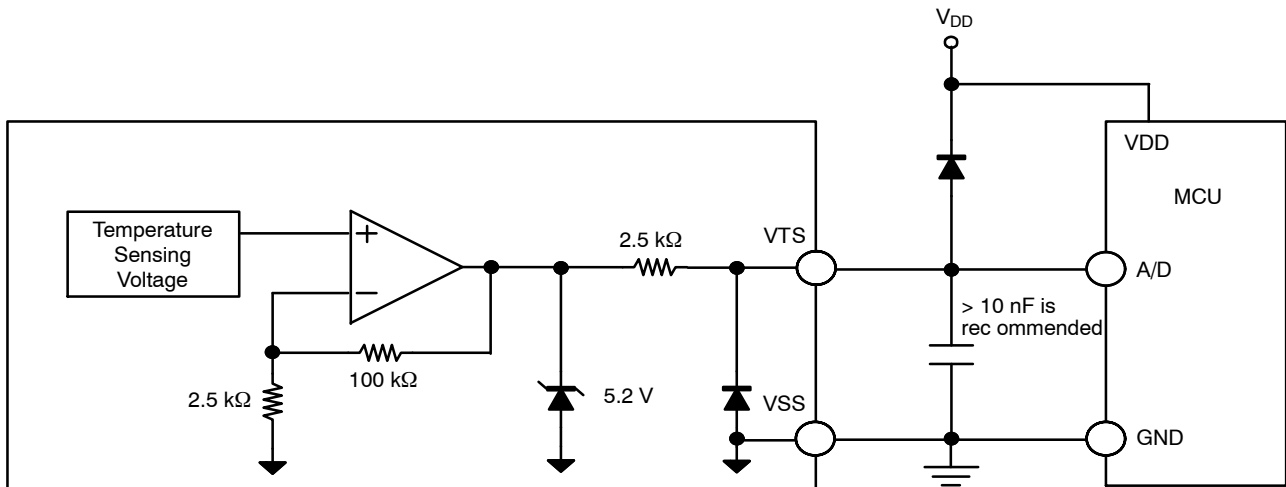 V_DD
VDD
MCU
Temperature
Sensing
Voltage
+
−
2.5 kΩ
VTS
A/D
> 10 nF is
rec ommended
100 kΩ
2.5 kΩ
5.2 V
VSS
GND